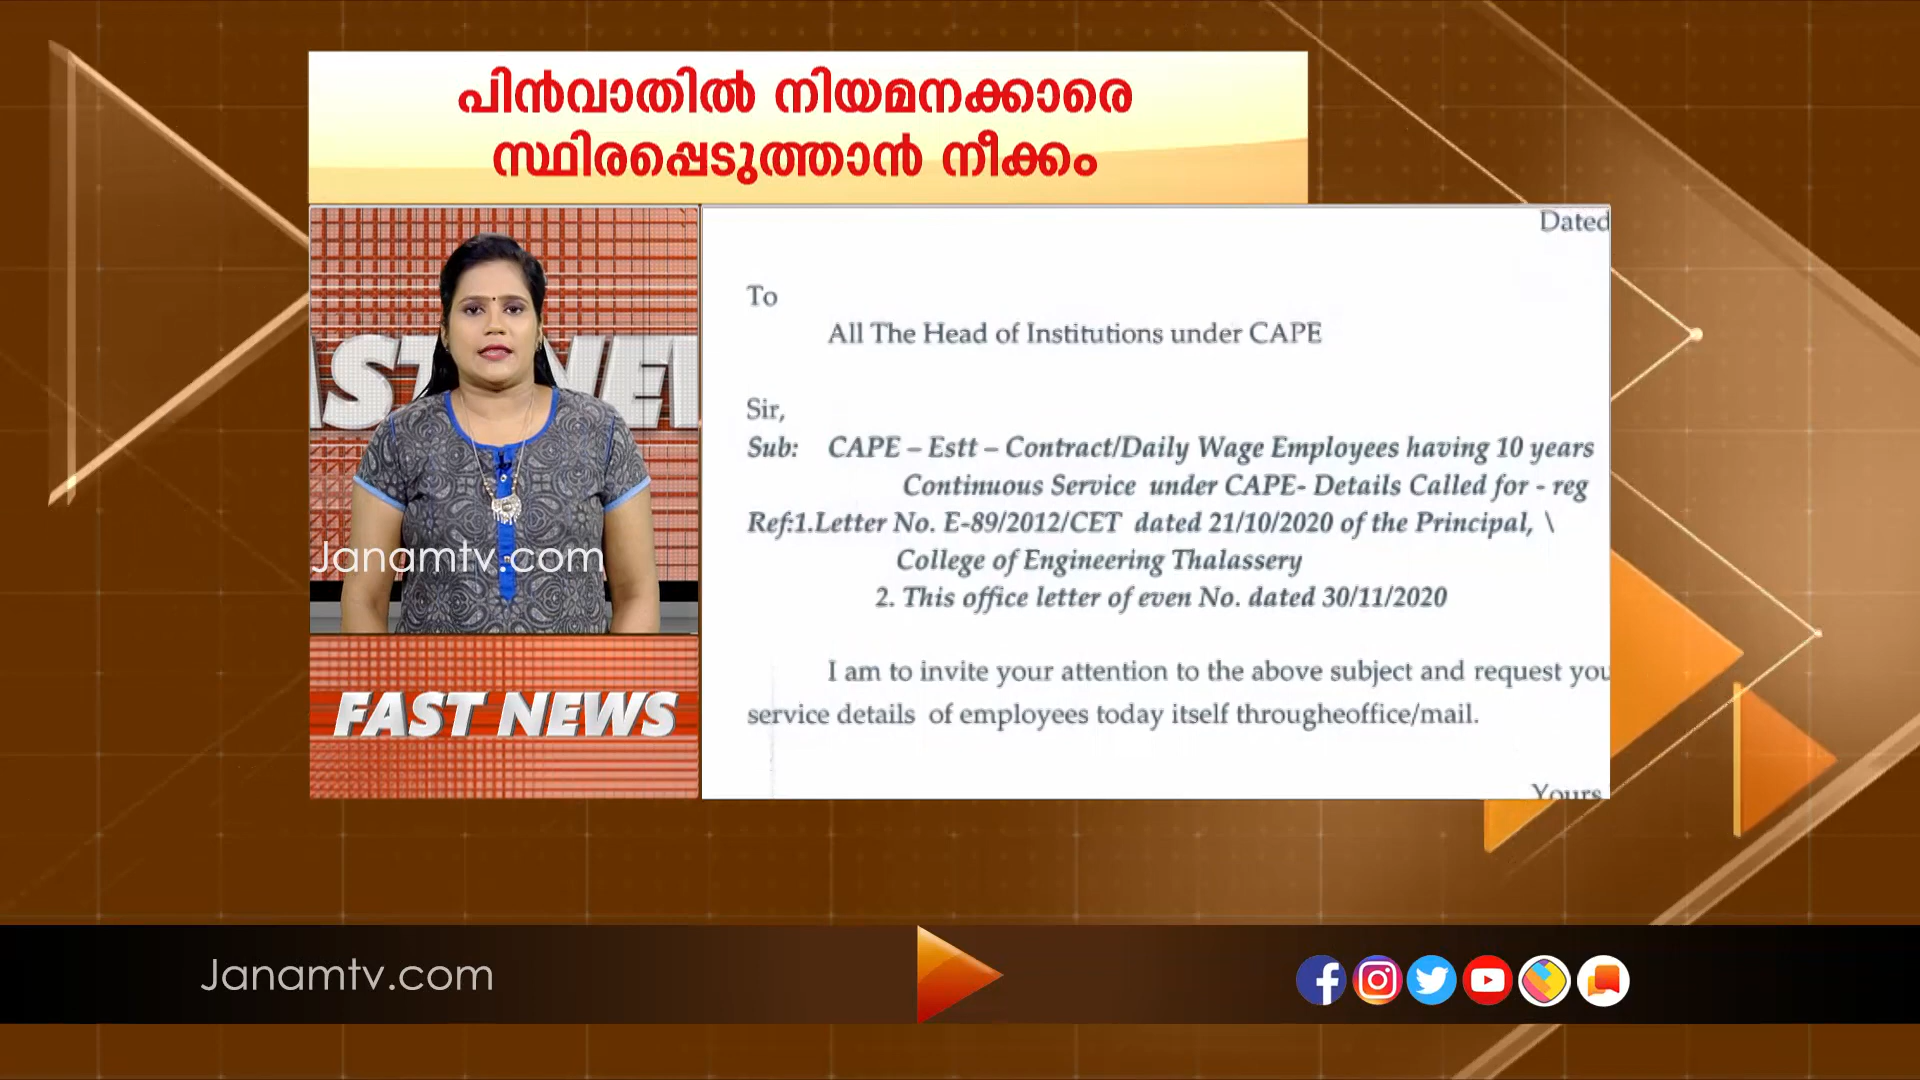 പിൻവാതിൽ നിയമനക്കാരെ
സ്ഥിരപ്പെടുത്താൻ നീക്കം
Dated
To
All The Head of Institutions under CAPE
Sir,
Sub: CAPE – Estt – Contract/Daily Wage Employees having 10 years
Continuous Service under CAPE- Details Called for - reg
Ref:1.Letter No. E-89/2012/CET dated 21/10/2020 of the Principal, \
College of Engineering Thalassery
2. This office letter of even No. dated 30/11/2020
I am to invite your attention to the above subject and request you
service details of employees today itself througheoffice/mail.
Yours
Janamtv.com
FAST NEWS
Janamtv.com